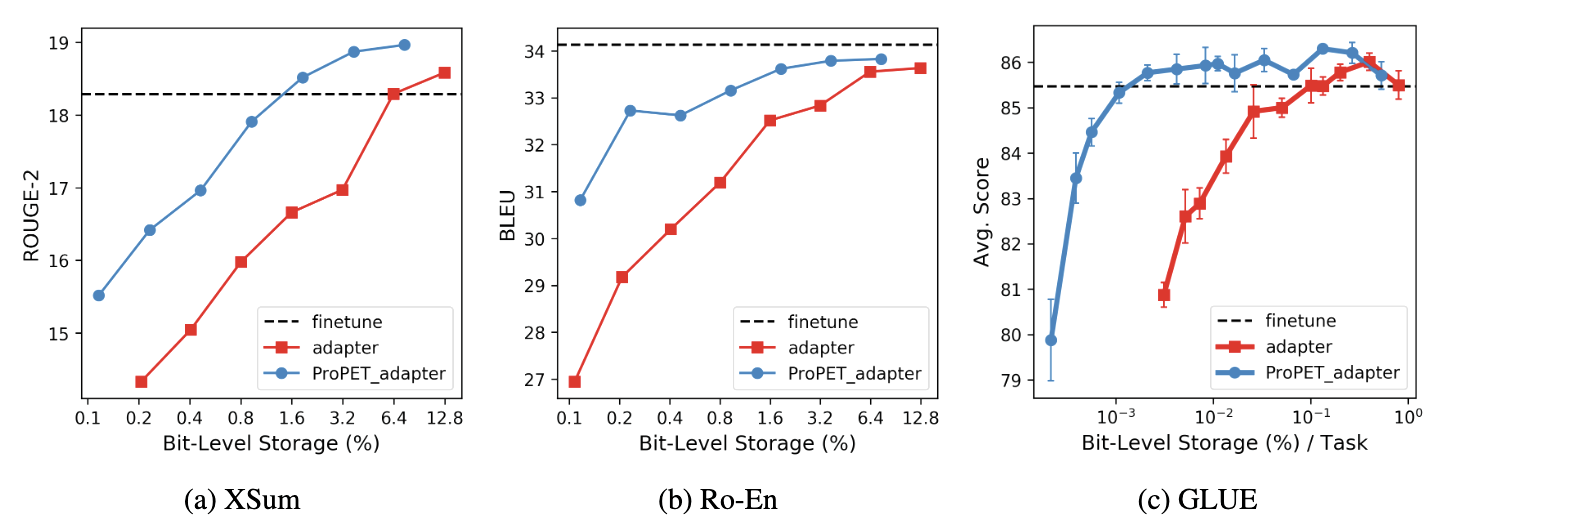 ROUGE-2
19
18
17
16
15
0.1 0.2 0.4 0.8 1.6 3.2 6.4 12.8
Bit-Level Storage (%)
finetune
adapter
ProPET_adapter
(a) XSum
BLEU
34
33
32
31
30
29
28
27
0.1 0.2 0.4 0.8 1.6 3.2 6.4 12.8
Bit-Level Storage (%)
finetune
adapter
ProPET_adapter
(b) Ro-En
Avg. Score
86
85
84
83
82
81
80
79
10⁻³ 10⁻² 10⁻¹ 10⁰
Bit-Level Storage (%) / Task
finetune
adapter
ProPET_adapter
(c) GLUE